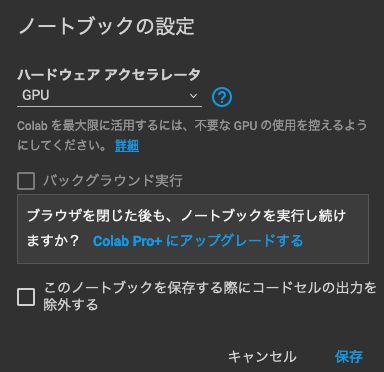 ノートブックの設定
ハードウェア アクセラレータ
GPU
?
Colab を最大限に活用するには、不要な GPU の使用を控えるよう
にしてください。 詳細
バックグラウンド実行
ブラウザを閉じた後も、ノートブックを実行し続け
ますか？ Colab Pro+ にアップグレードする
このノートブックを保存する際にコードセルの出力を
除外する
キャンセル 保存